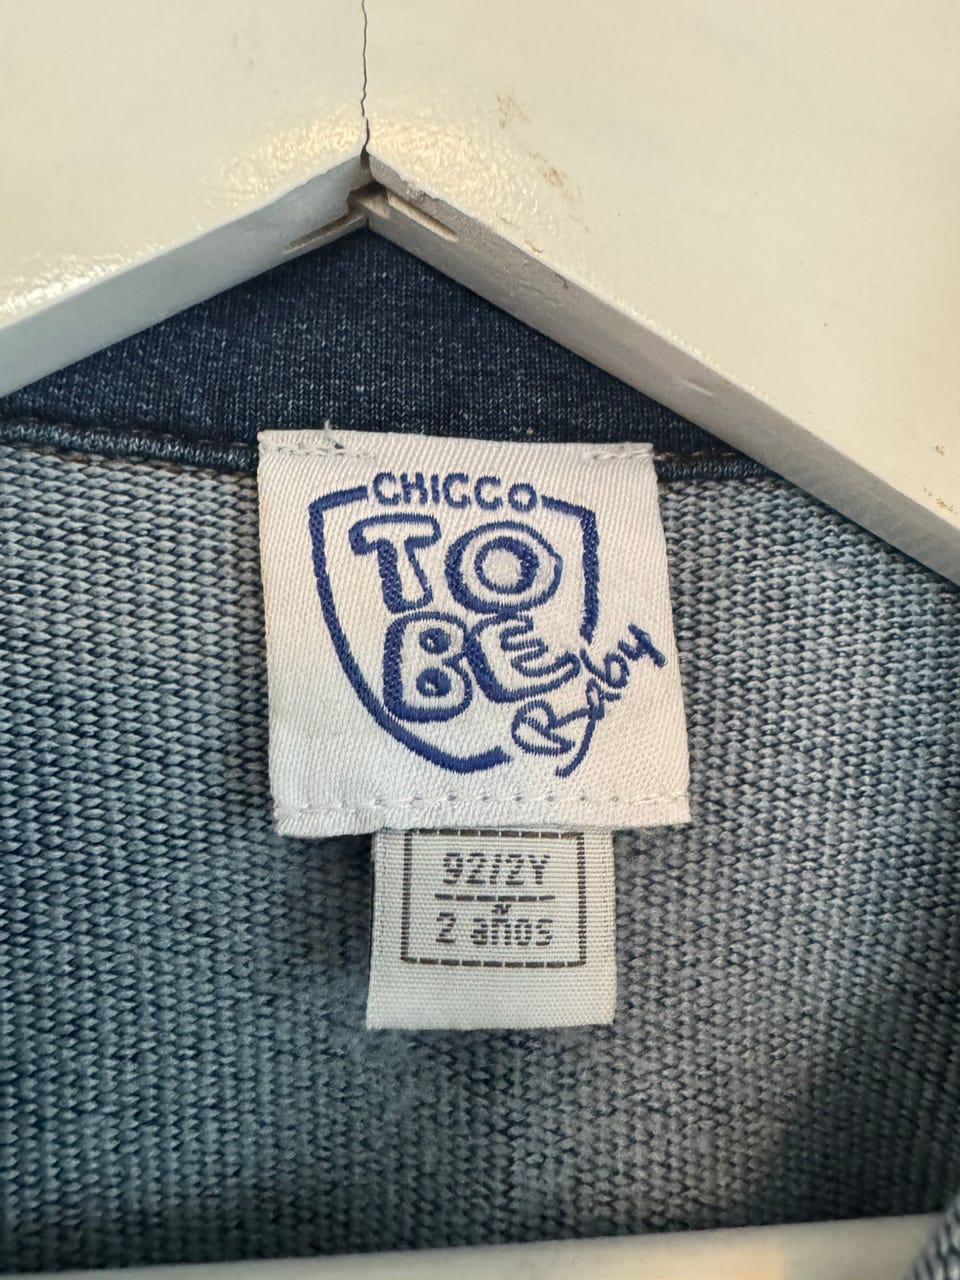 CHICCO
TO
BE
Baby
92/2Y
2 años